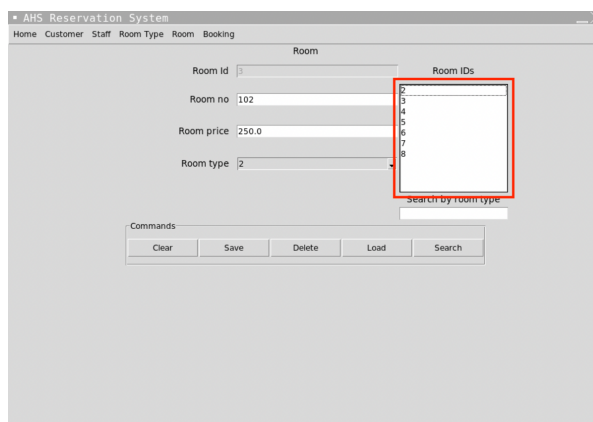 AHS Reservation System
Home Customer Staff Room Type Room Booking
Room
Room Id 3 Room IDs
2
3
4
5
6
7
8
Room no 102
Room price 250.0
Room type 2
Search by room type
Commands
Clear Save Delete Load Search